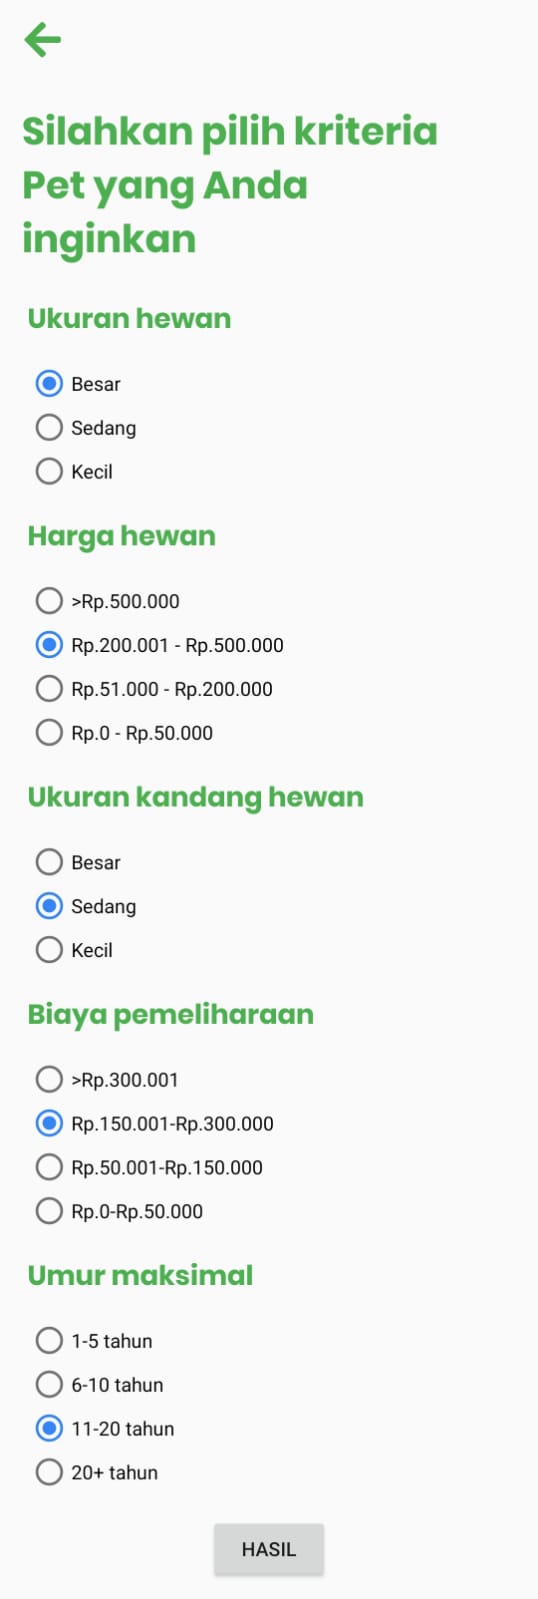 Silahkan pilih kriteria
Pet yang Anda
inginkan
Ukuran hewan
Besar
Sedang
Kecil
Harga hewan
>Rp.500.000
Rp.200.001 - Rp.500.000
Rp.51.000 - Rp.200.000
Rp.0 - Rp.50.000
Ukuran kandang hewan
Besar
Sedang
Kecil
Biaya pemeliharaan
>Rp.300.001
Rp.150.001-Rp.300.000
Rp.50.001-Rp.150.000
Rp.0-Rp.50.000
Umur maksimal
1-5 tahun
6-10 tahun
11-20 tahun
20+ tahun
HASIL